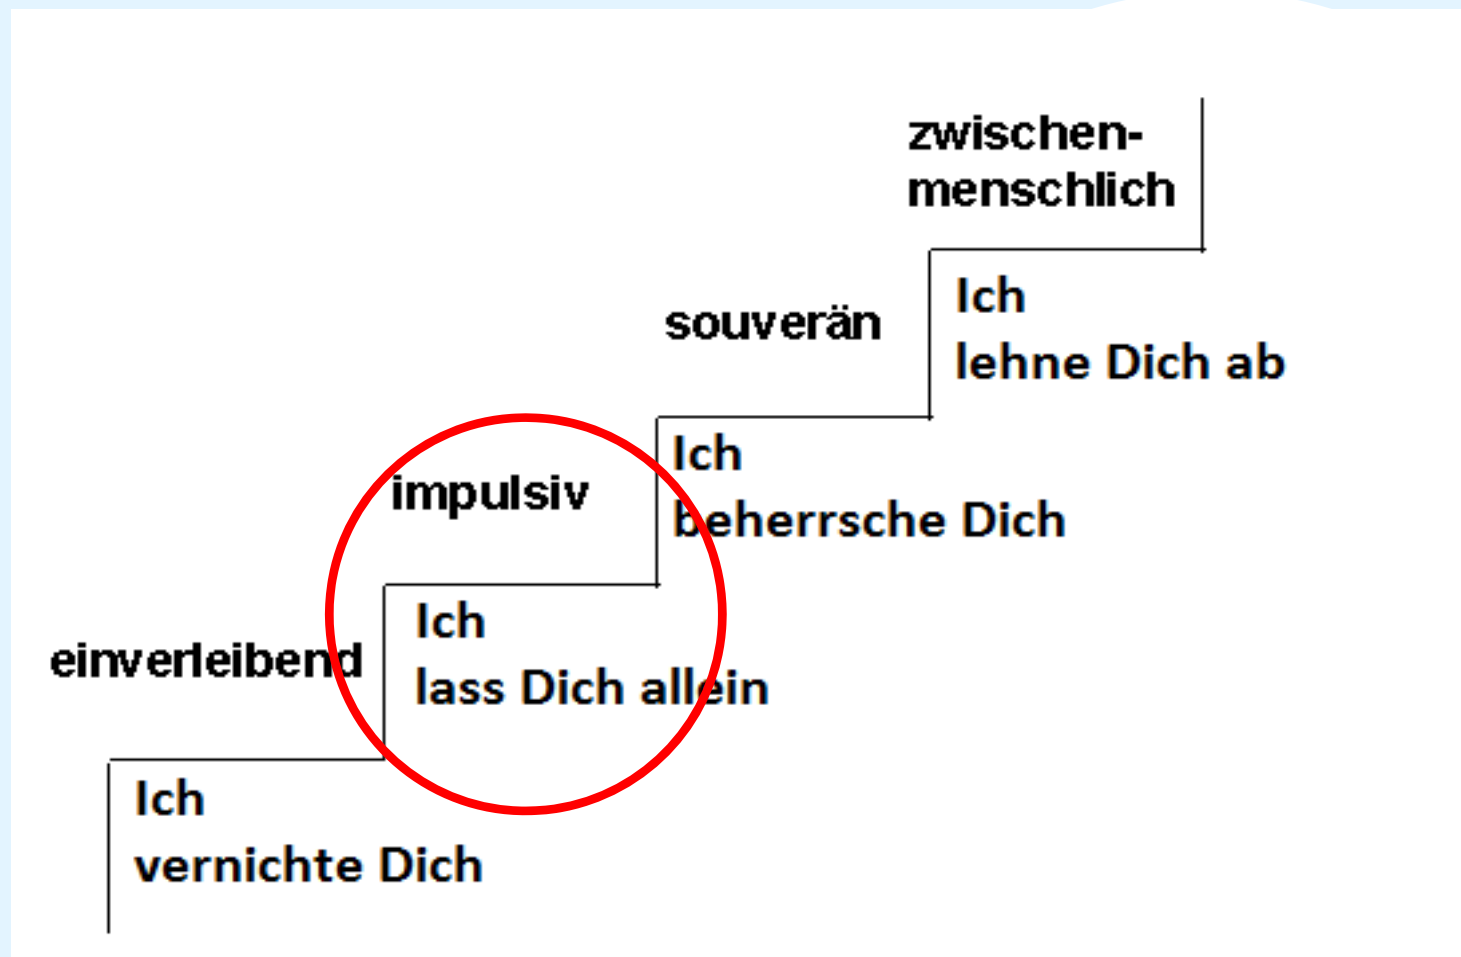 zwischen-
menschlich
Ich
lehne Dich ab
souverän
Ich
beherrsche Dich
impulsiv
Ich
lass Dich allein
einverleibend
Ich
vernichte Dich